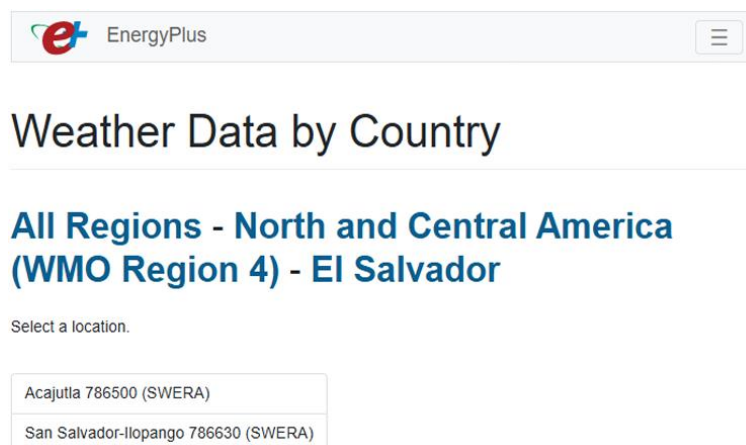 EnergyPlus
Weather Data by Country
All Regions - North and Central America
(WMO Region 4) - El Salvador
Select a location.
Acajutla 786500 (SWERA)
San Salvador-Ilopango 786630 (SWERA)